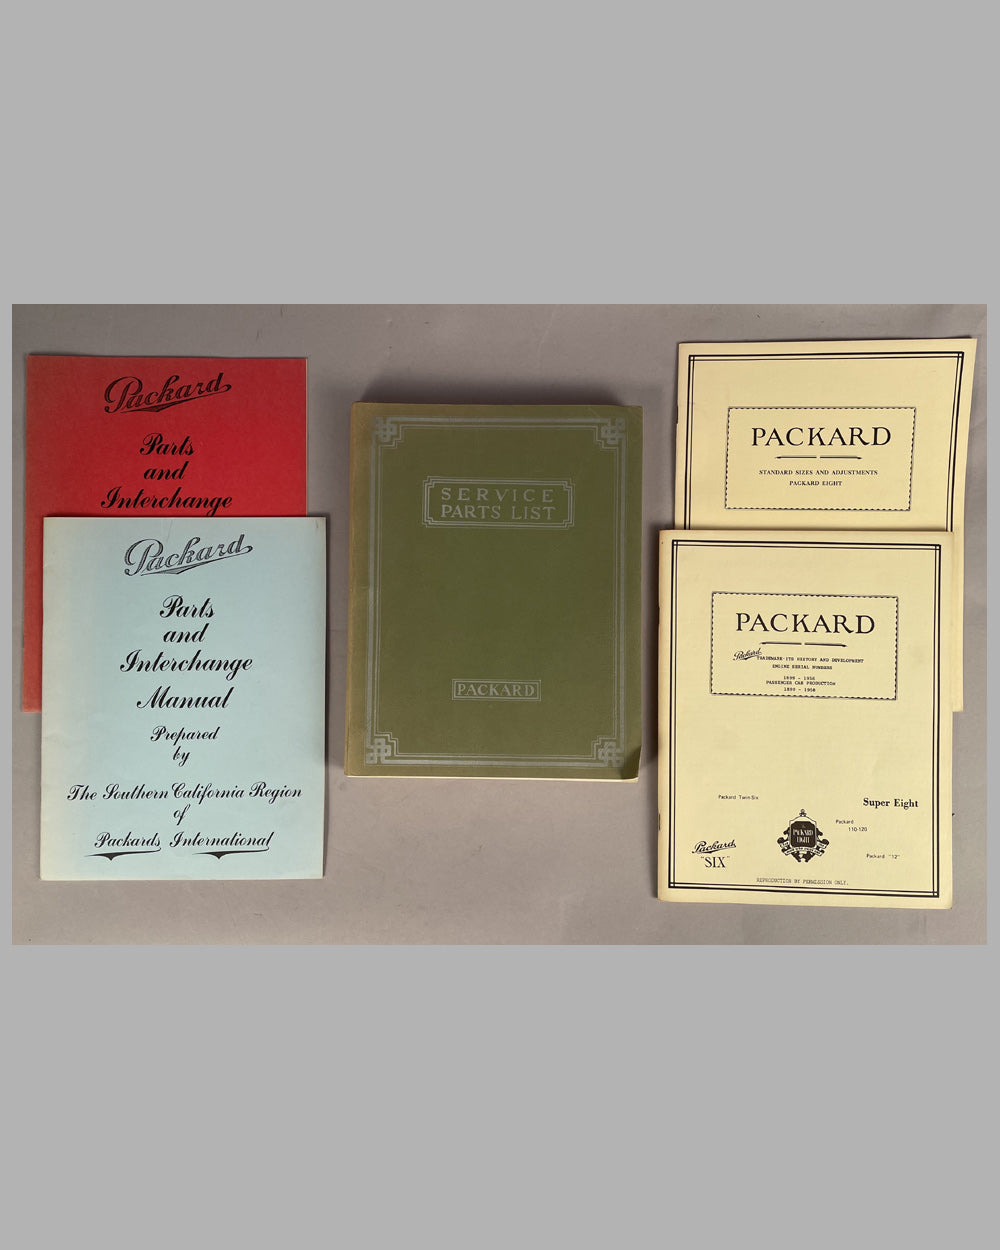 Packard
Parts
and
Interchange
Packard
Parts
and
Interchange
Manual
Prepared
by
The Southern California Region
of
Packards International
SERVICE
PARTS LIST
PACKARD
PACKARD
STANDARD SIZES AND ADJUSTMENTS
PACKARD EIGHT
PACKARD
Packard TRADEMARK-ITS HISTORY AND DEVELOPMENT
ENGINE SERIAL NUMBERS
1899 - 1956
PASSENGER CAR PRODUCTION
1899 - 1958
Packard Twin-Six
Super Eight
Packard
110-120
Packard
"SIX"
PACKARD
EIGHT
Packard "12"
REPRODUCTION BY PERMISSION ONLY.